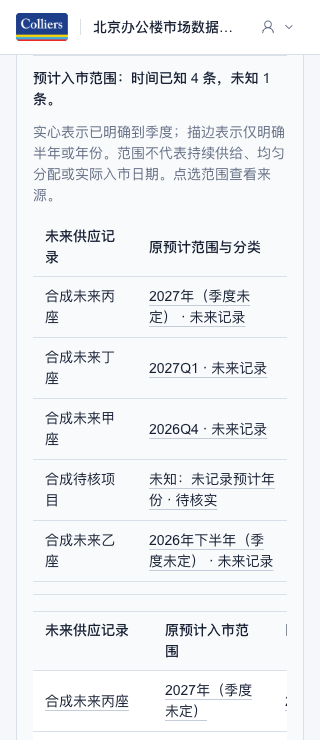 Colliers
北京办公楼市场数据…
预计入市范围：时间已知 4 条，未知 1
条。
实心表示已明确到季度；描边表示仅明确
半年或年份。范围不代表持续供给、均匀
分配或实际入市日期。点选范围查看来
源。
未来供应记
录
原预计范围与分类
合成未来丙
座
2027年（季度未
定） · 未来记录
合成未来丁
座
2027Q1 · 未来记录
合成未来甲
座
2026Q4 · 未来记录
合成待核项
目
未知：未记录预计年
份 · 待核实
合成未来乙
座
2026年下半年（季
度未定） · 未来记录
未来供应记录
原预计入市范
围
合成未来丙座
2027年（季度
未定）